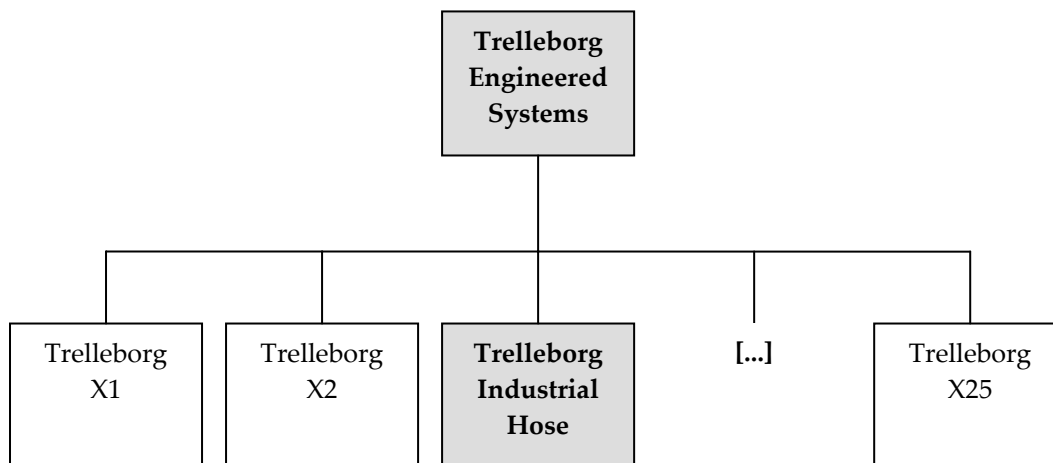 Trelleborg
Engineered
Systems
Trelleborg
X1
Trelleborg
X2
Trelleborg
Industrial
Hose
[...]
Trelleborg
X25